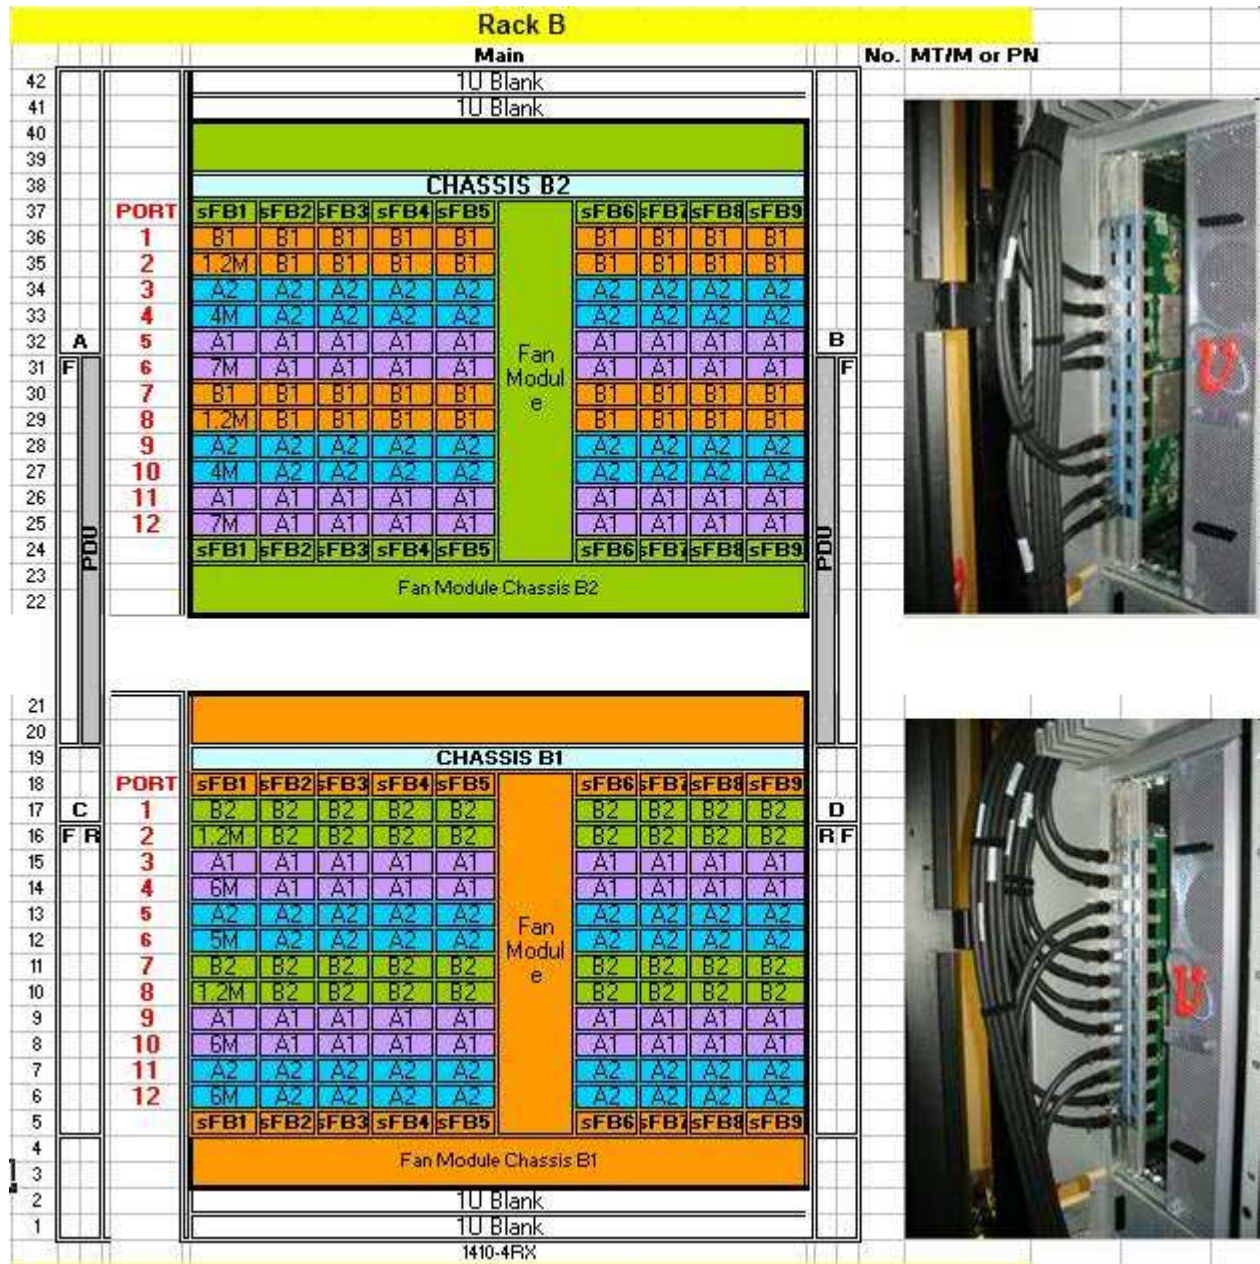 Rack B
Main No. MT/M or PN
42 1U Blank
41 1U Blank
40
39
38 CHASSIS B2
37 PORT sFB1 sFB2 sFB3 sFB4 sFB5 sFB6 sFB7 sFB8 sFB9
36 1 B1 B1 B1 B1 B1 B1 B1 B1 B1
35 2 1.2M B1 B1 B1 B1 B1 B1 B1 B1
34 3 A2 A2 A2 A2 A2 A2 A2 A2 A2
33 4 4M A2 A2 A2 A2 A2 A2 A2 A2
32 A 5 A1 A1 A1 A1 A1 A1 A1 A1 A1 B
31 F 6 7M A1 A1 A1 A1 Fan Module A1 A1 A1 A1 F
30 7 B1 B1 B1 B1 B1 B1 B1 B1 B1
29 8 1.2M B1 B1 B1 B1 B1 B1 B1 B1
28 9 A2 A2 A2 A2 A2 A2 A2 A2 A2
27 10 4M A2 A2 A2 A2 A2 A2 A2 A2
26 11 A1 A1 A1 A1 A1 A1 A1 A1 A1
25 12 7M A1 A1 A1 A1 A1 A1 A1 A1
24 PDU sFB1 sFB2 sFB3 sFB4 sFB5 sFB6 sFB7 sFB8 sFB9 PDU
23 Fan Module Chassis B2
22
21
20
19 CHASSIS B1
18 PORT sFB1 sFB2 sFB3 sFB4 sFB5 sFB6 sFB7 sFB8 sFB9
17 C 1 B2 B2 B2 B2 B2 B2 B2 B2 B2 D
16 F R 2 1.2M B2 B2 B2 B2 B2 B2 B2 B2 R F
15 3 A1 A1 A1 A1 A1 A1 A1 A1 A1
14 4 6M A1 A1 A1 A1 A1 A1 A1 A1
13 5 A2 A2 A2 A2 A2 A2 A2 A2 A2
12 6 5M A2 A2 A2 A2 Fan Module A2 A2 A2 A2
11 7 B2 B2 B2 B2 B2 B2 B2 B2 B2
10 8 1.2M B2 B2 B2 B2 B2 B2 B2 B2
9 9 A1 A1 A1 A1 A1 A1 A1 A1 A1
8 10 6M A1 A1 A1 A1 A1 A1 A1 A1
7 11 A2 A2 A2 A2 A2 A2 A2 A2 A2
6 12 6M A2 A2 A2 A2 A2 A2 A2 A2
5 sFB1 sFB2 sFB3 sFB4 sFB5 sFB6 sFB7 sFB8 sFB9
4 Fan Module Chassis B1
3
2 1U Blank
1 1U Blank
1410-4RX